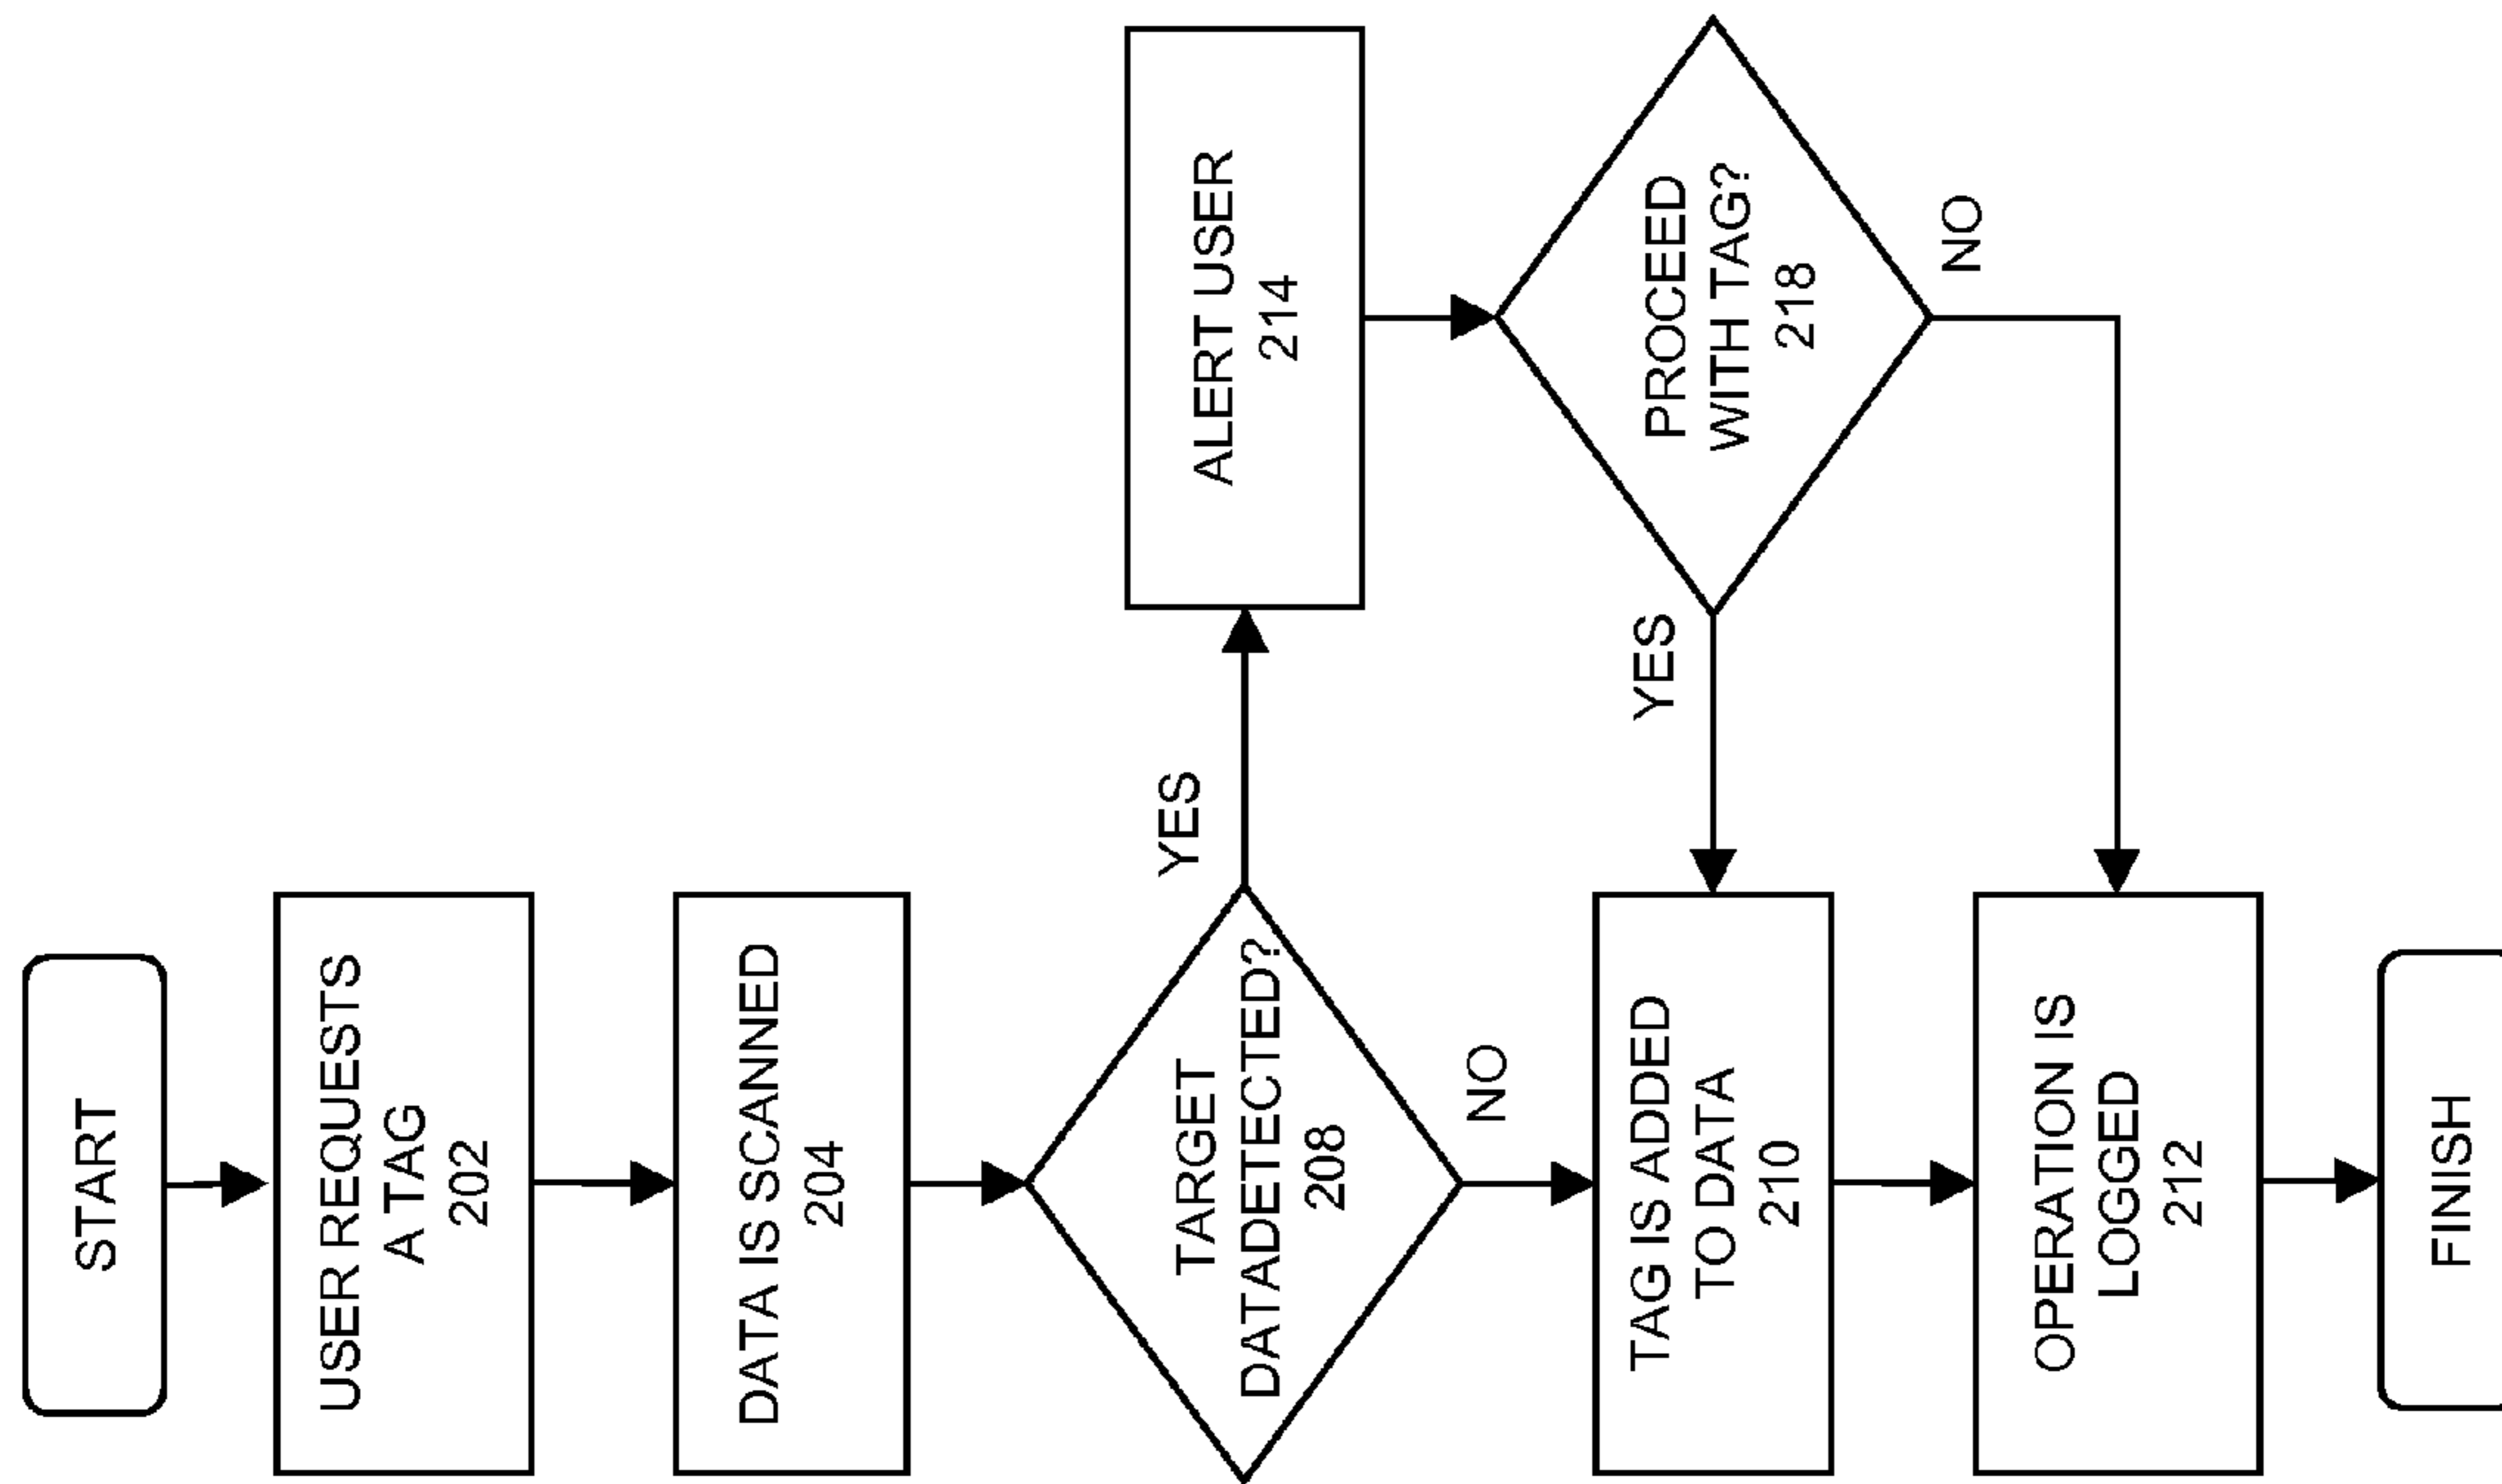 START
USER REQUESTS
A TAG
202
DATA IS SCANNED
204
TARGET
DATADETECTED?
208
YES
NO
ALERT USER
214
PROCEED
WITH TAG?
218
YES
NO
TAG IS ADDED
TO DATA
210
OPERATION IS
LOGGED
212
FINISH